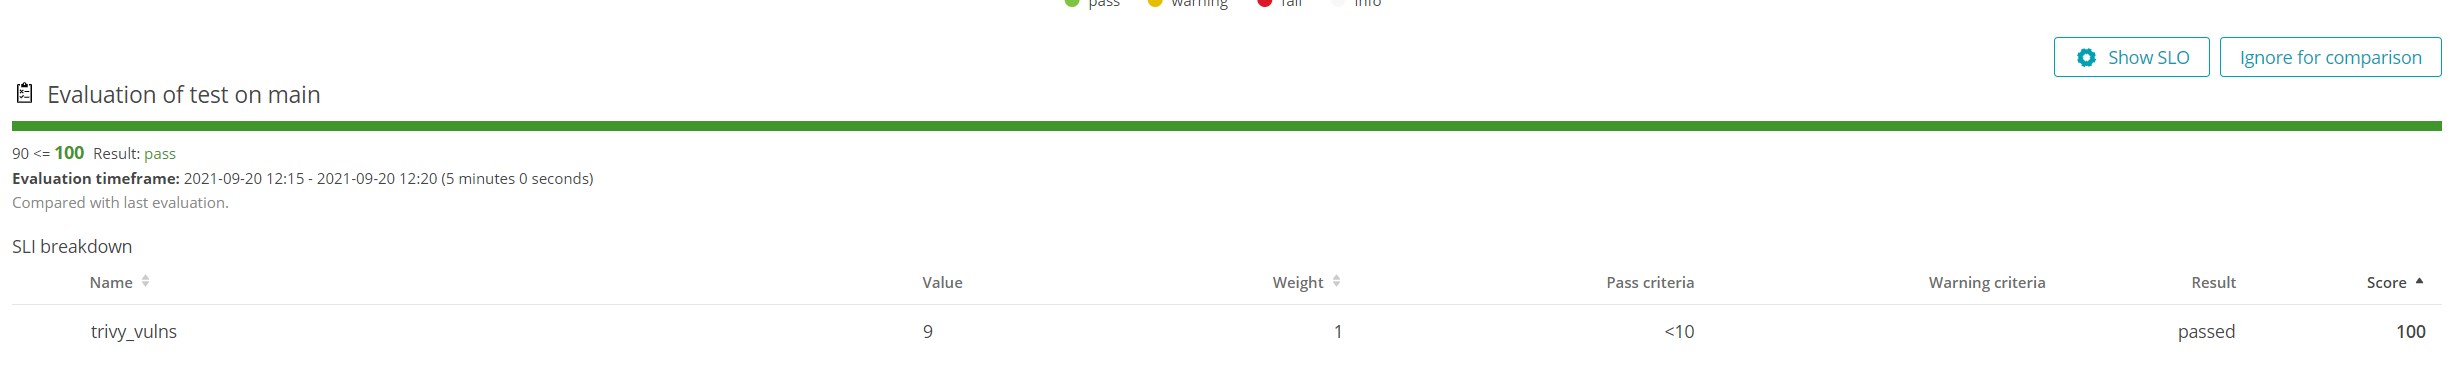 pass warning fail info
Show SLO Ignore for comparison
Evaluation of test on main
90 <= 100 Result: pass
Evaluation timeframe: 2021-09-20 12:15 - 2021-09-20 12:20 (5 minutes 0 seconds)
Compared with last evaluation.
SLI breakdown
Name Value Weight Pass criteria Warning criteria Result Score
trivy_vulns 9 1 <10 passed 100